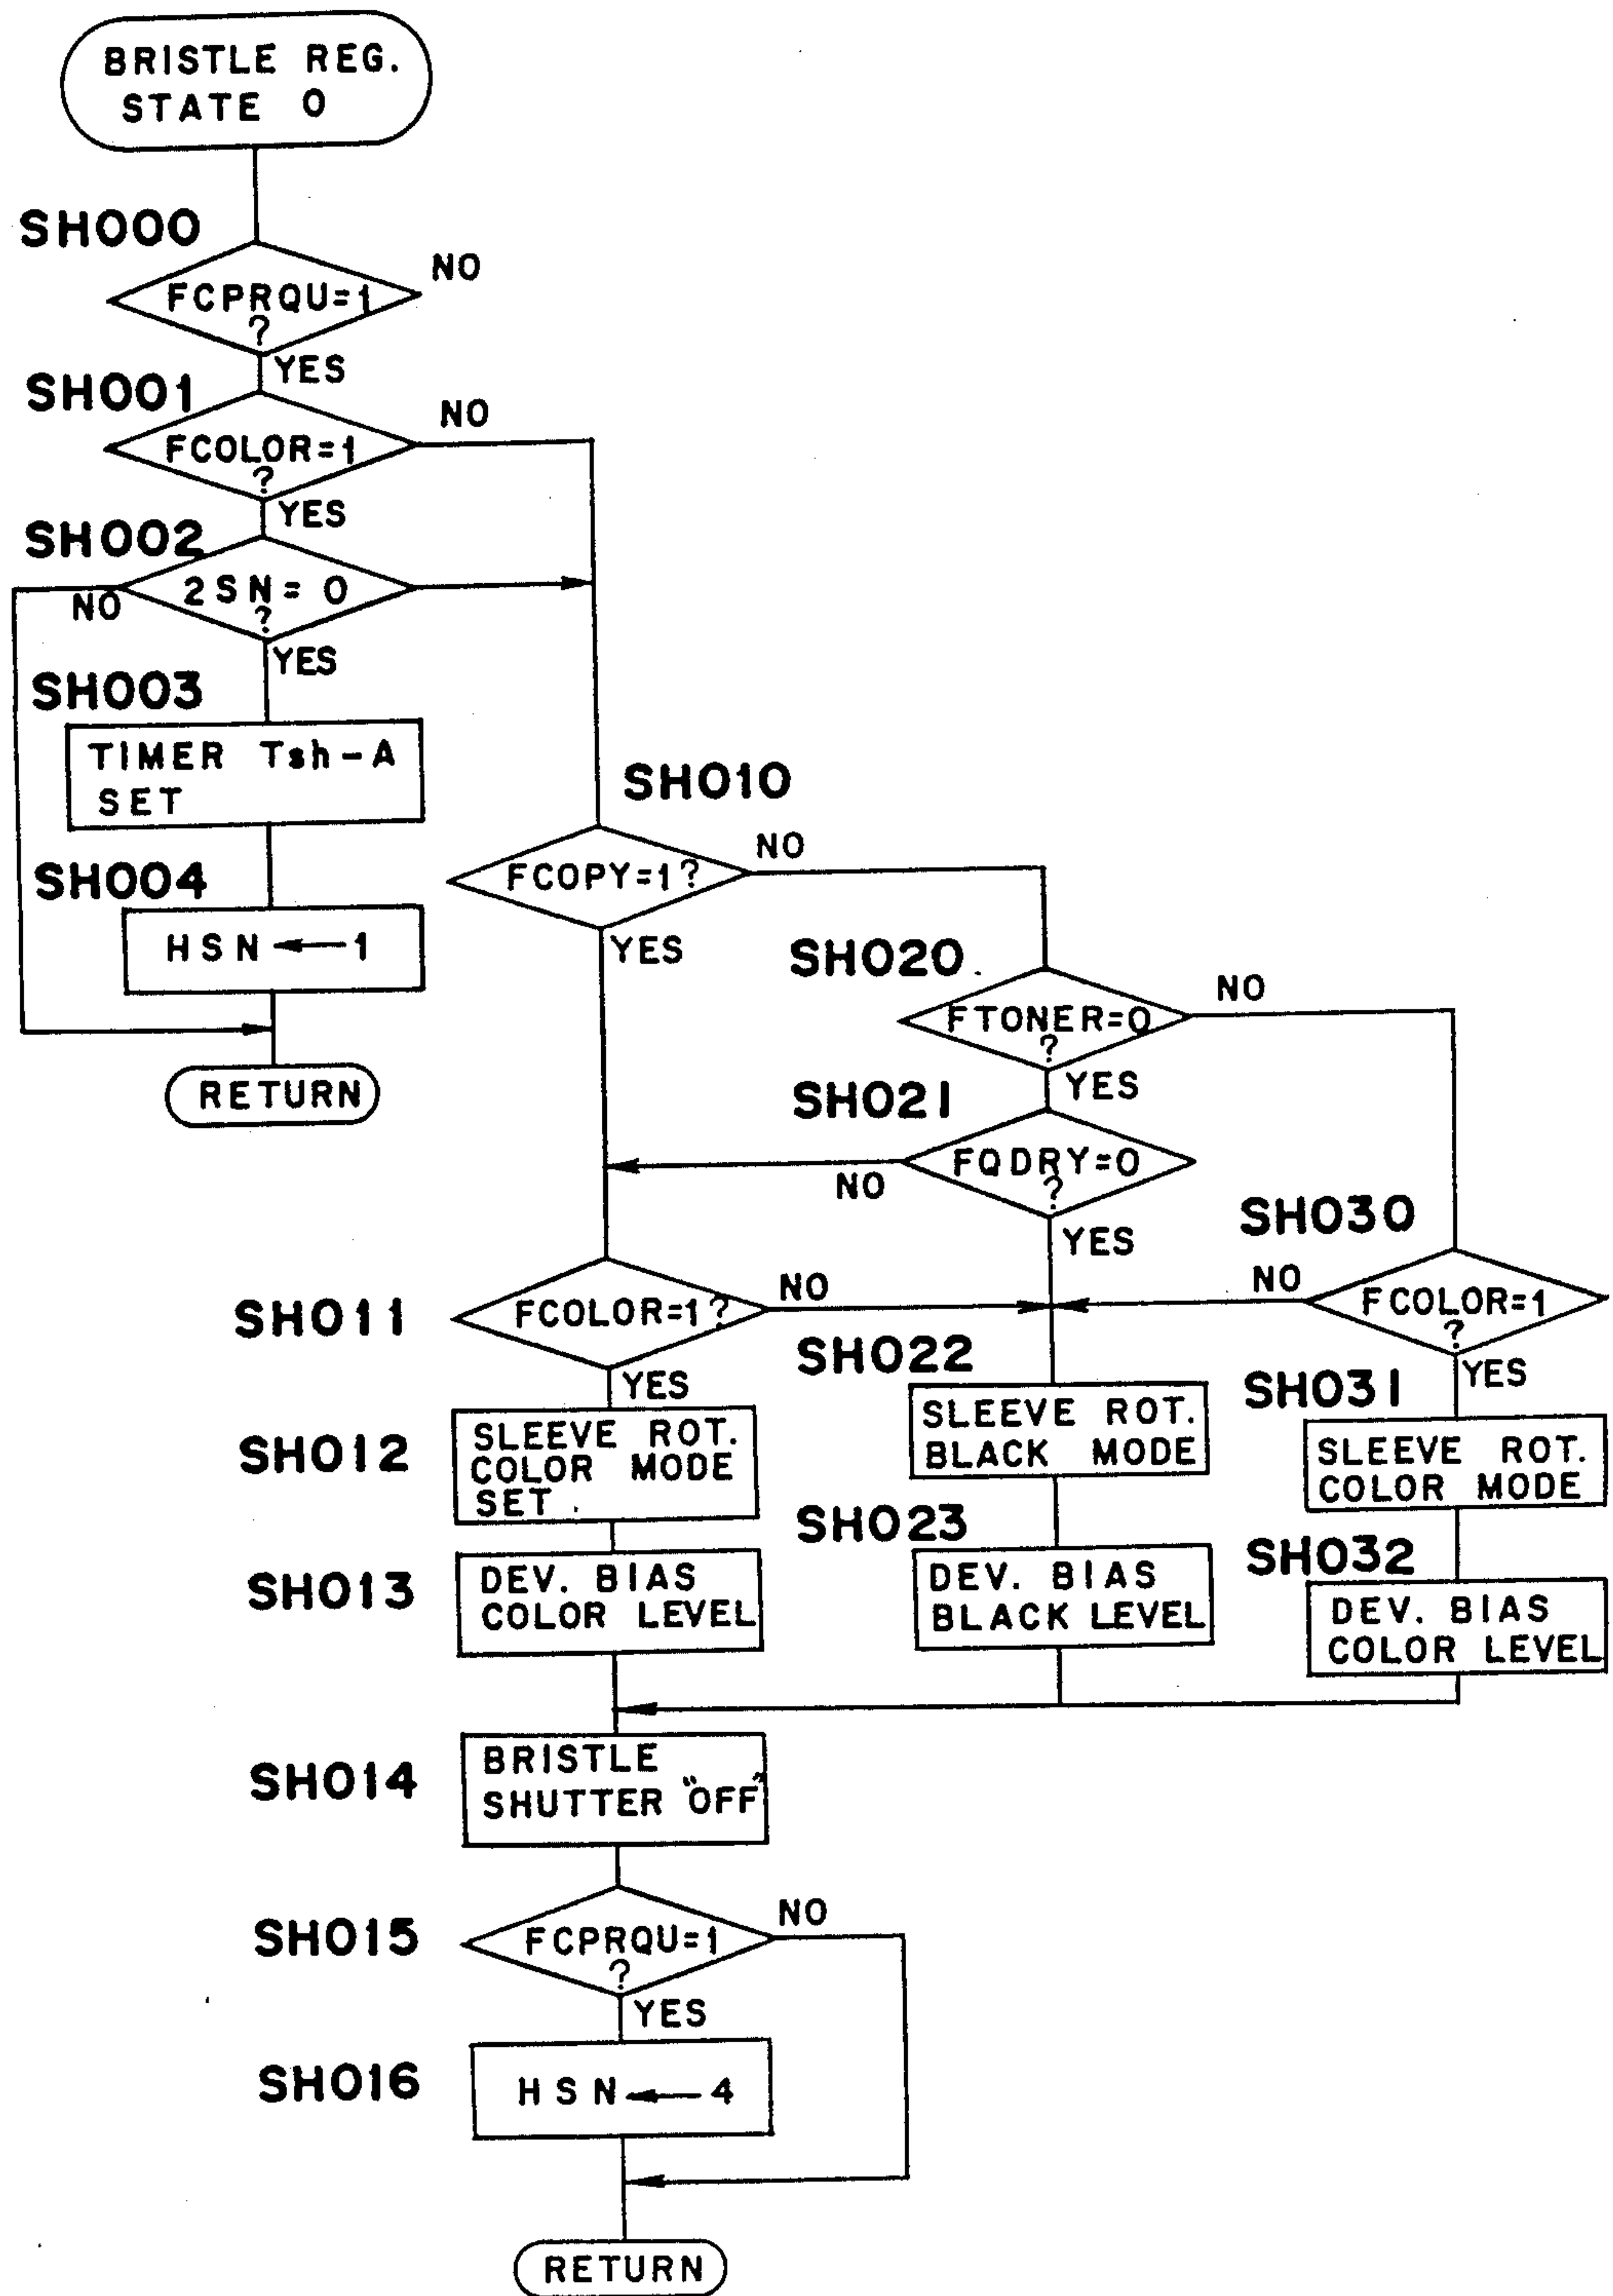 BRISTLE REG.
STATE 0
SH000
NO
FCPRQU=1
?
YES
SH001
NO
FCOLOR=1
?
YES
SH002
2SN=0
NO
?
YES
SH003
TIMER Tsh-A
SET
SH004
HSN ← 1
RETURN
SH010
NO
FCOPY=1?
YES
SH020
NO
FTONER=0
?
YES
SH021
FQDRY=0
NO
?
YES
SH030
NO
FCOLOR=1
?
YES
SH011
NO
FCOLOR=1?
YES
SH012
SLEEVE ROT.
COLOR MODE
SET
SH013
DEV. BIAS
COLOR LEVEL
SH022
SLEEVE ROT.
BLACK MODE
SH023
DEV. BIAS
BLACK LEVEL
SH031
SLEEVE ROT.
COLOR MODE
SH032
DEV. BIAS
COLOR LEVEL
SH014
BRISTLE
SHUTTER "OFF"
SH015
NO
FCPRQU=1
?
YES
SH016
HSN ← 4
RETURN